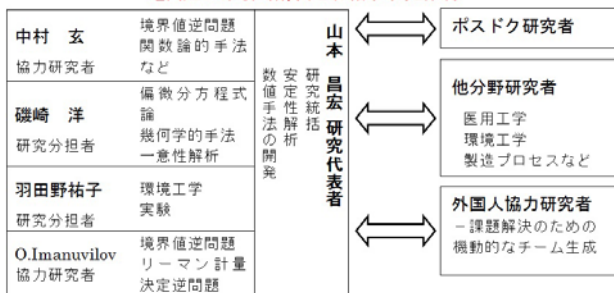 中村 玄
協力研究者
境界値逆問題
関数論的手法
など
磯崎 洋
研究分担者
偏微分方程式
論
幾何学的手法
一意性解析
羽田野祐子
研究分担者
環境工学
実験
O.Imanuvilov
協力研究者
境界値逆問題
リーマン計量
決定逆問題
山本 昌宏 研究代表者
研究統括
安定性解析
数値手法の開発
ポスドク研究者
他分野研究者
医用工学
環境工学
製造プロセスなど
外国人協力研究者
－課題解決のための
機動的なチーム生成